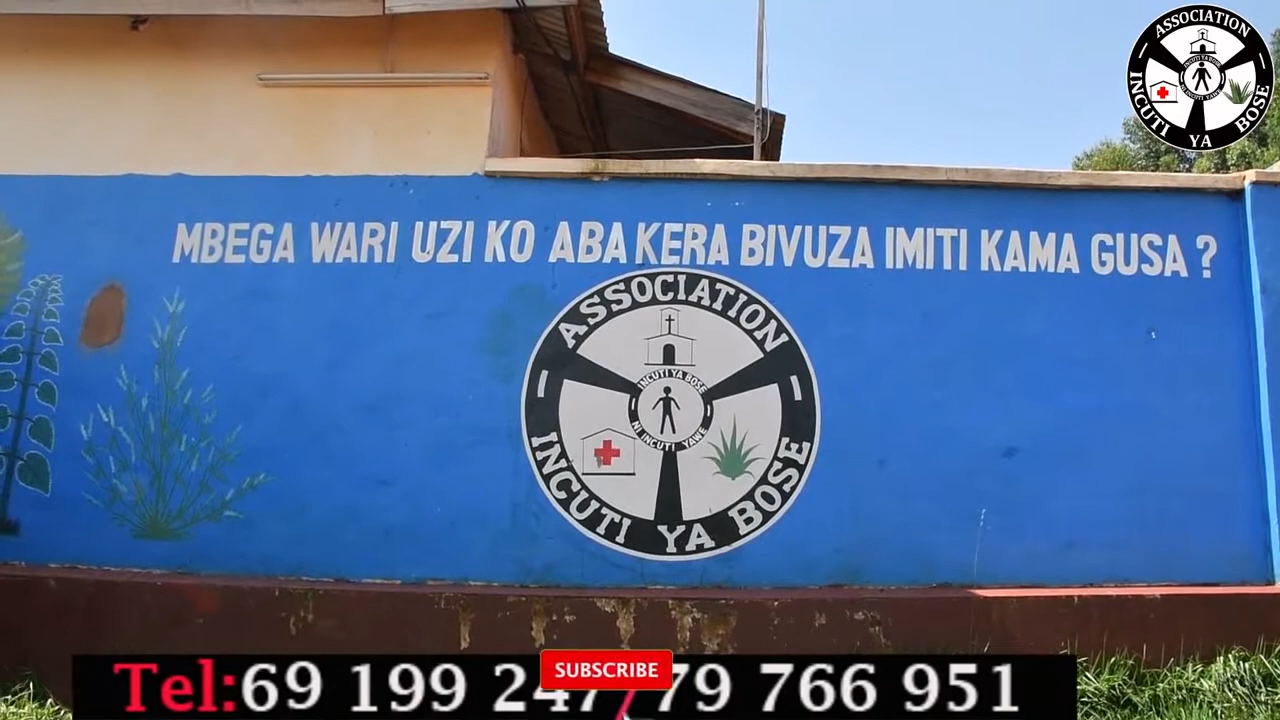 ASSOCIATION
INCUTI YA BOSE
MBEGA WARI UZI KO ABA KERA BIVUZA IMITI KAMA GUSA ?
ASSOCIATION
INCUTI YA BOSE
NI INCUTI YAWE
INCUTI YA BOSE
SUBSCRIBE
Tel:69 199 247/79 766 951